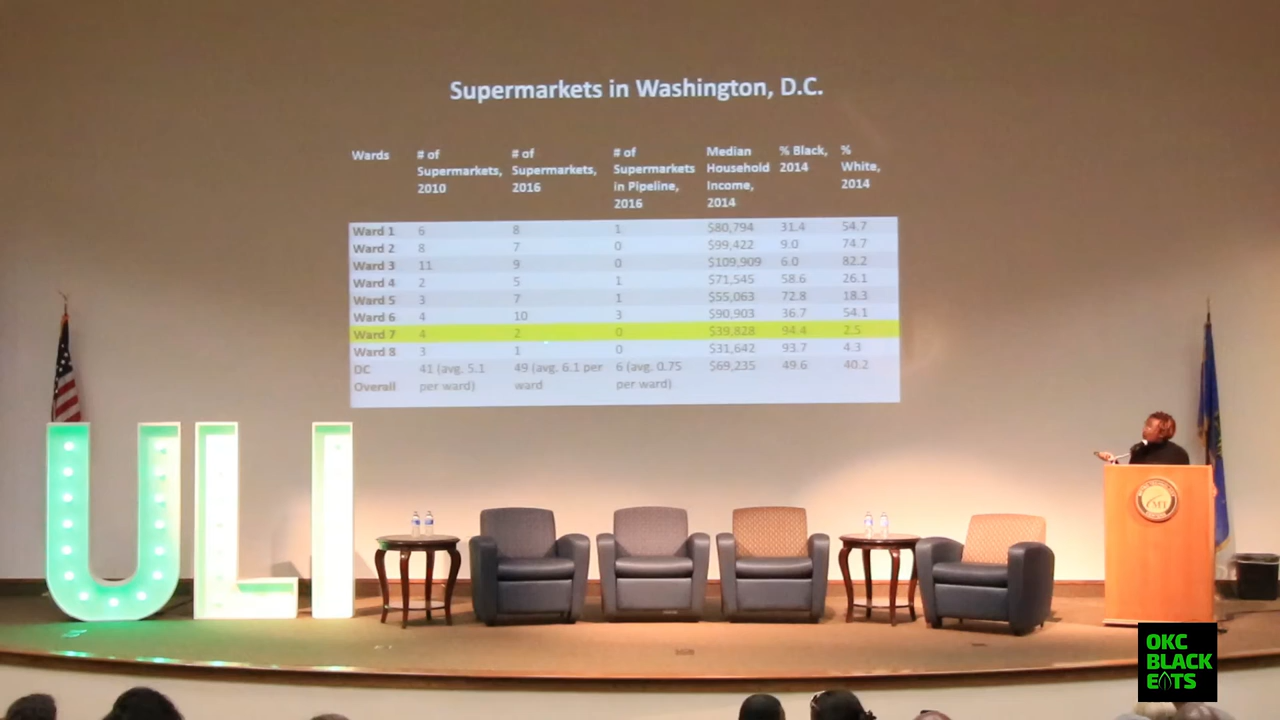 Supermarkets in Washington, D.C.
Wards # of Supermarkets, 2010 # of Supermarkets, 2016 # of Supermarkets in Pipeline, 2016 Median Household Income, 2014 % Black, 2014 % White, 2014
Ward 1 6 8 1 $80,794 31.4 54.7
Ward 2 8 7 0 $99,422 9.0 74.7
Ward 3 11 9 0 $109,909 6.0 82.2
Ward 4 2 5 1 $71,545 58.6 26.1
Ward 5 3 7 1 $55,063 72.8 18.3
Ward 6 4 10 3 $90,903 36.7 54.1
Ward 7 4 2 0 $39,828 94.4 2.5
Ward 8 3 1 0 $31,642 93.7 4.3
DC Overall 41 (avg. 5.1 per ward) 49 (avg. 6.1 per ward 6 (avg. 0.75 per ward) $69,235 49.6 40.2
ULI
OKC
BLACK
EATS